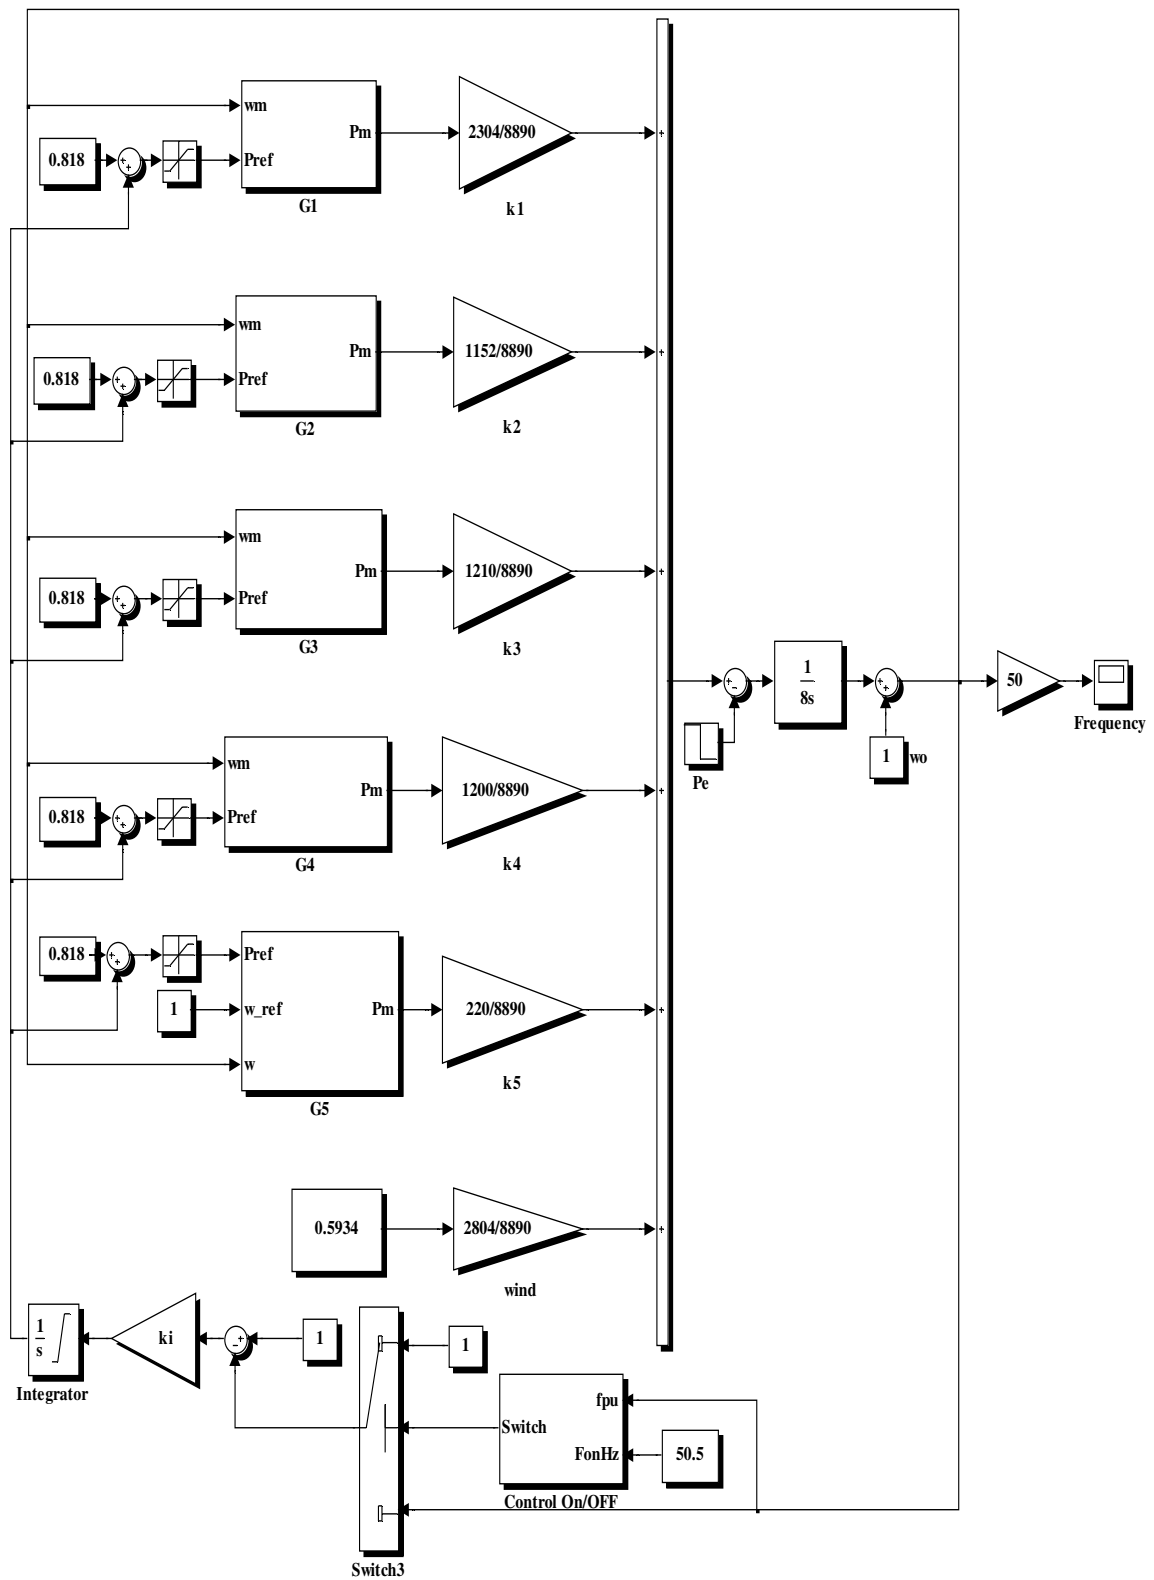 wm
Pm
2304/8890
0.818
Pref
G1
k1
wm
Pm
1152/8890
0.818
Pref
G2
k2
wm
Pm
1210/8890
0.818
Pref
G3
k3
1
8s
50
Frequency
Pe
1
wo
wm
Pm
1200/8890
0.818
Pref
G4
k4
0.818
Pref
1
w_ref
Pm
220/8890
w
G5
k5
0.5934
2804/8890
wind
1
s
Integrator
ki
1
1
fpu
Switch
FonHz
50.5
Control On/OFF
Switch3